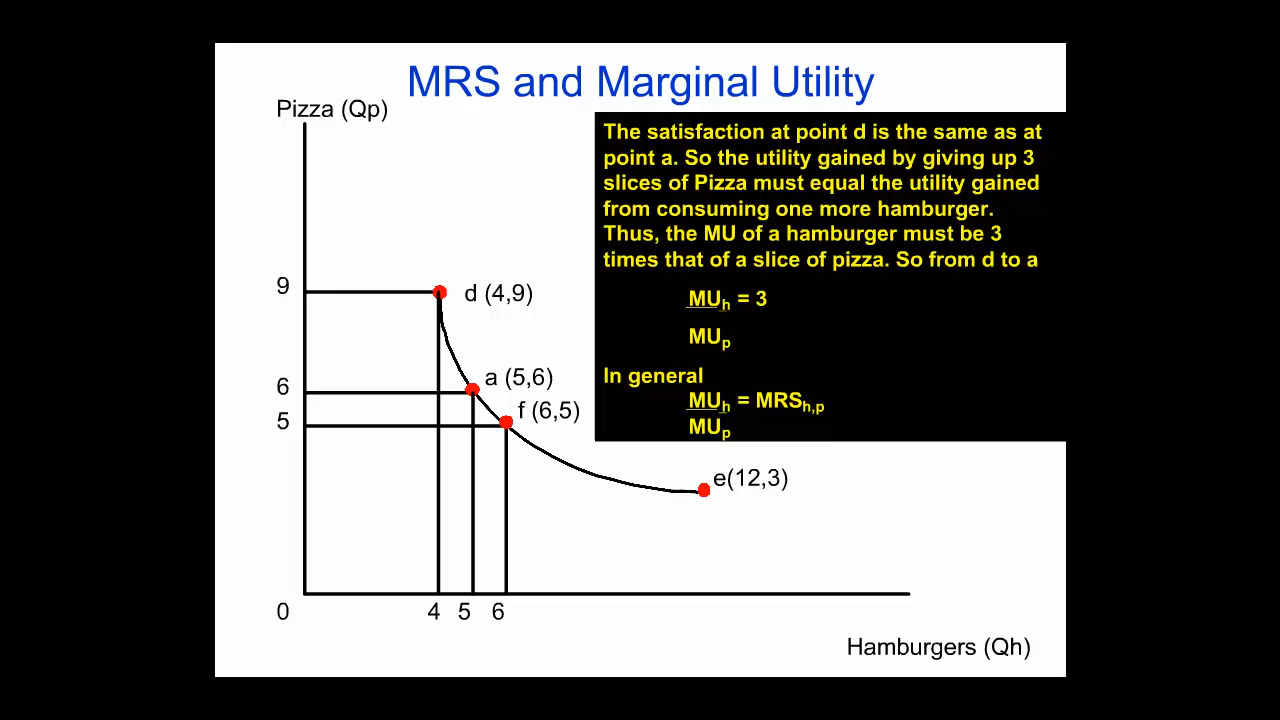 MRS and Marginal Utility
Pizza (Qp)
The satisfaction at point d is the same as at
point a. So the utility gained by giving up 3
slices of Pizza must equal the utility gained
from consuming one more hamburger.
Thus, the MU of a hamburger must be 3
times that of a slice of pizza. So from d to a
MUh = 3
MUp
In general
MUh = MRSh,p
MUp
9
d (4,9)
6
a (5,6)
5
f (6,5)
e(12,3)
0
4
5
6
Hamburgers (Qh)